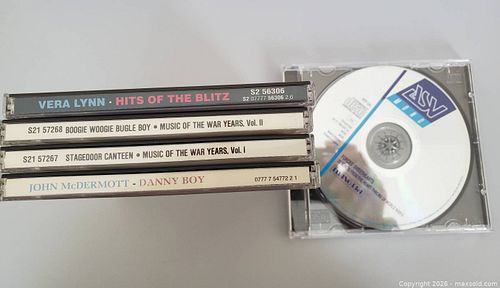 VERA LYNN · HITS OF THE BLITZ
S2 56306
S2 07777 56306 2 0
S21 57268 BOOGIE WOOGIE BUGLE BOY • MUSIC OF THE WAR YEARS, Vol. II
S21 57267 STAGEDOOR CANTEEN • MUSIC OF THE WAR YEARS, Vol. I
JOHN McDERMOTT - DANNY BOY
0777 7 54772 2 1
ASV
Copyright 2026 - maxsold.com